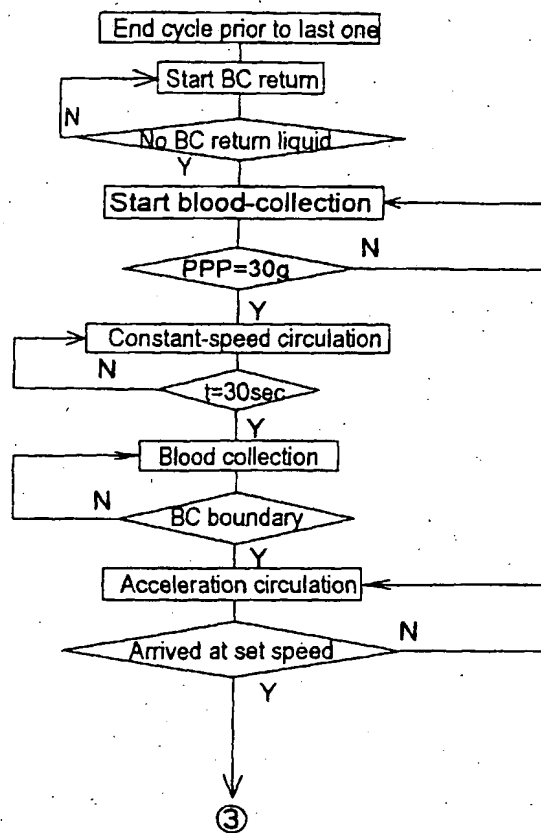 End cycle prior to last one
Start BC return
N
No BC return liquid
Y
Start blood-collection
N
PPP=30g
Y
Constant-speed circulation
N
t=30sec
Y
Blood collection
N
BC boundary
Y
Acceleration circulation
N
Arrived at set speed
Y
③